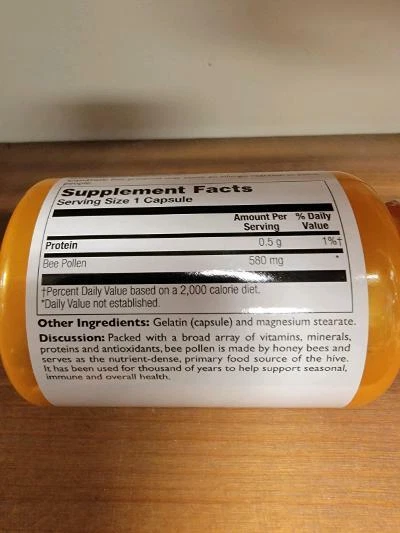 people.
Supplement Facts
Serving Size 1 Capsule
Amount Per Serving % Daily Value
Protein 0.5 g 1%†
Bee Pollen 580 mg *
†Percent Daily Value based on a 2,000 calorie diet.
*Daily Value not established.
Other Ingredients: Gelatin (capsule) and magnesium stearate.
Discussion: Packed with a broad array of vitamins, minerals,
proteins and antioxidants, bee pollen is made by honey bees and
serves as the nutrient-dense, primary food source of the hive.
It has been used for thousand of years to help support seasonal,
immune and overall health.